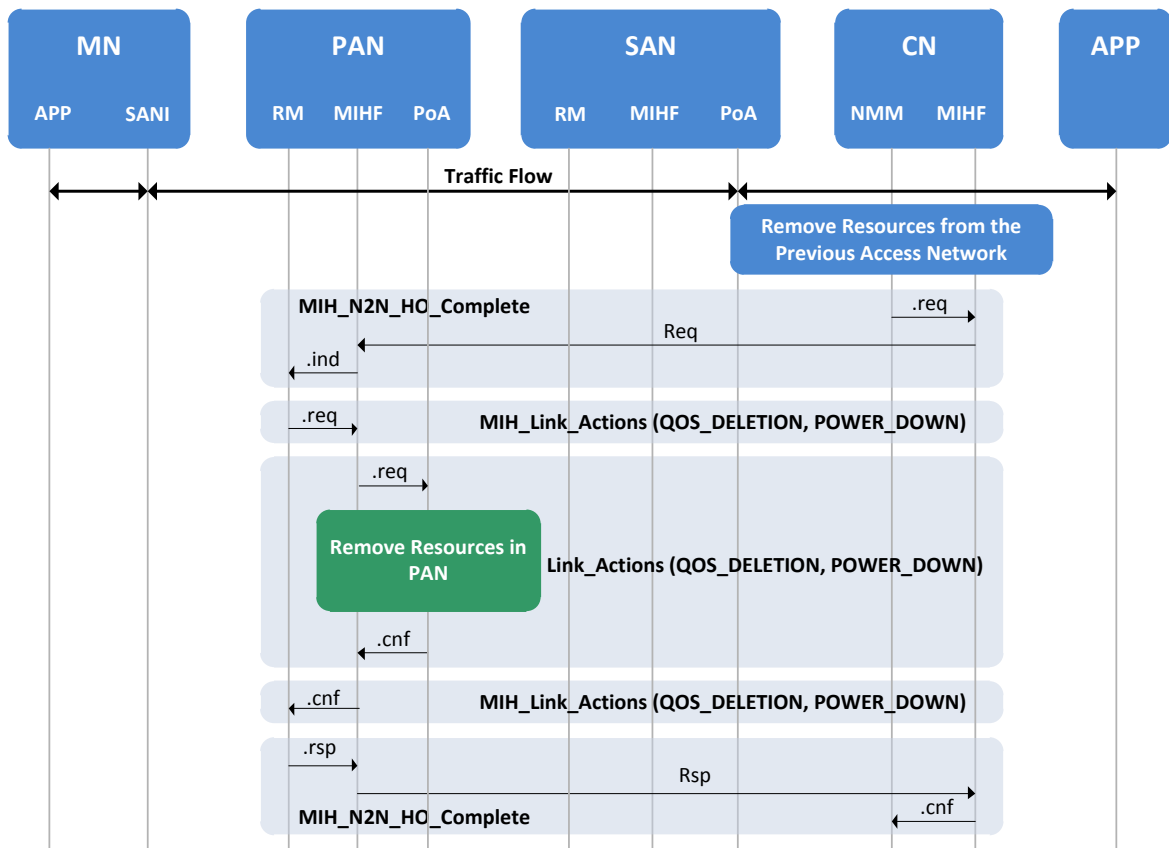 MN
PAN
SAN
CN
APP
APP
SANI
RM
MIHF
PoA
RM
MIHF
PoA
NMM
MIHF
Traffic Flow
Remove Resources from the
Previous Access Network
MIH_N2N_HO_Complete
.req
Req
.ind
.req
MIH_Link_Actions (QOS_DELETION, POWER_DOWN)
.req
Remove Resources in
PAN
Link_Actions (QOS_DELETION, POWER_DOWN)
.cnf
.cnf
MIH_Link_Actions (QOS_DELETION, POWER_DOWN)
.rsp
Rsp
MIH_N2N_HO_Complete
.cnf